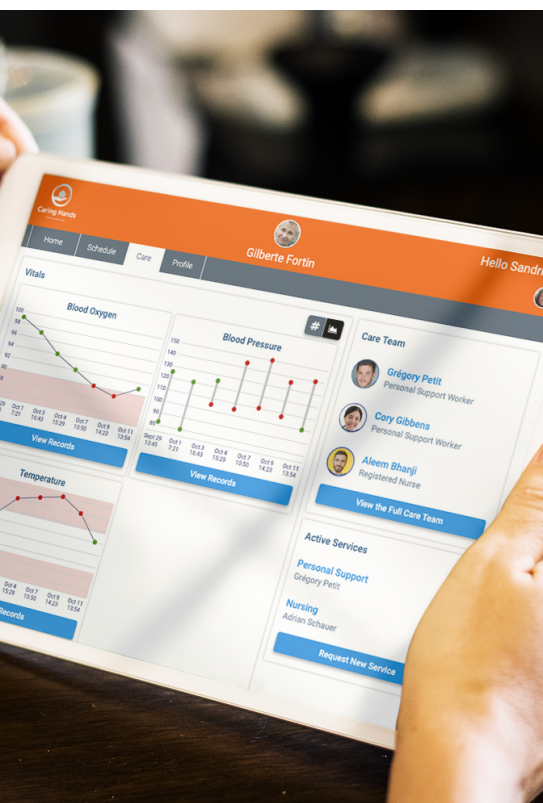 Caring Hands
Gilberte Fortin
Hello Sandri
Home
Schedule
Care
Profile
Vitals
Blood Oxygen
100
98
96
94
92
90
Oct 1
7:21
Oct 3
16:43
Oct 4
15:29
Oct 7
10:50
Oct 9
14:23
Oct 11
13:54
View Records
Blood Pressure
#
150
140
130
120
110
100
90
80
Sept 29
13:45
Oct 1
7:21
Oct 3
16:43
Oct 4
15:29
Oct 7
10:50
Oct 9
14:23
Oct 11
13:54
View Records
Temperature
Oct 4
15:29
Oct 7
10:50
Oct 9
14:23
Oct 11
13:54
Records
Care Team
Grégory Petit
Personal Support Worker
Cory Gibbens
Personal Support Worker
Aleem Bhanji
Registered Nurse
View the Full Care Team
Active Services
Personal Support
Grégory Petit
Nursing
Adrian Schauer
Request New Service